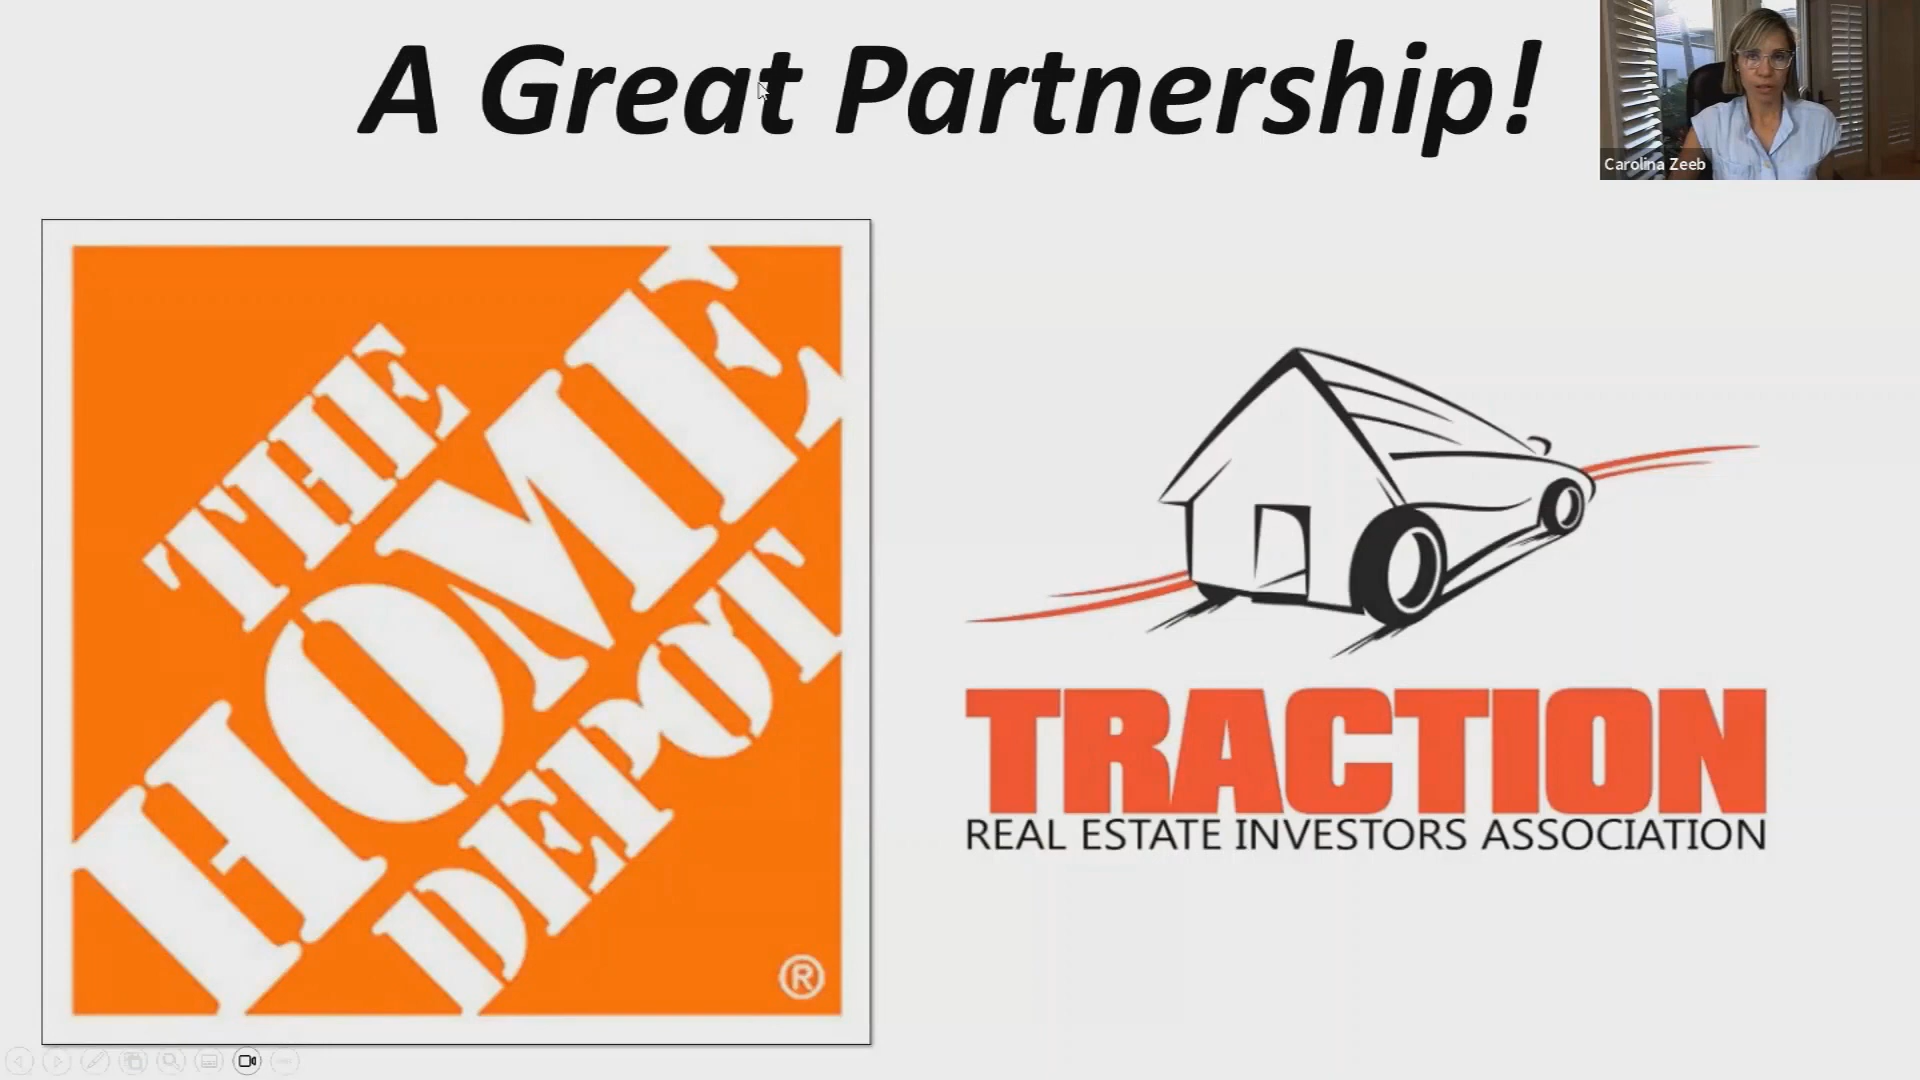 A Great Partnership!
Carolina Zeeb
THE
HOME
DEPOT
®
TRACTION
REAL ESTATE INVESTORS ASSOCIATION